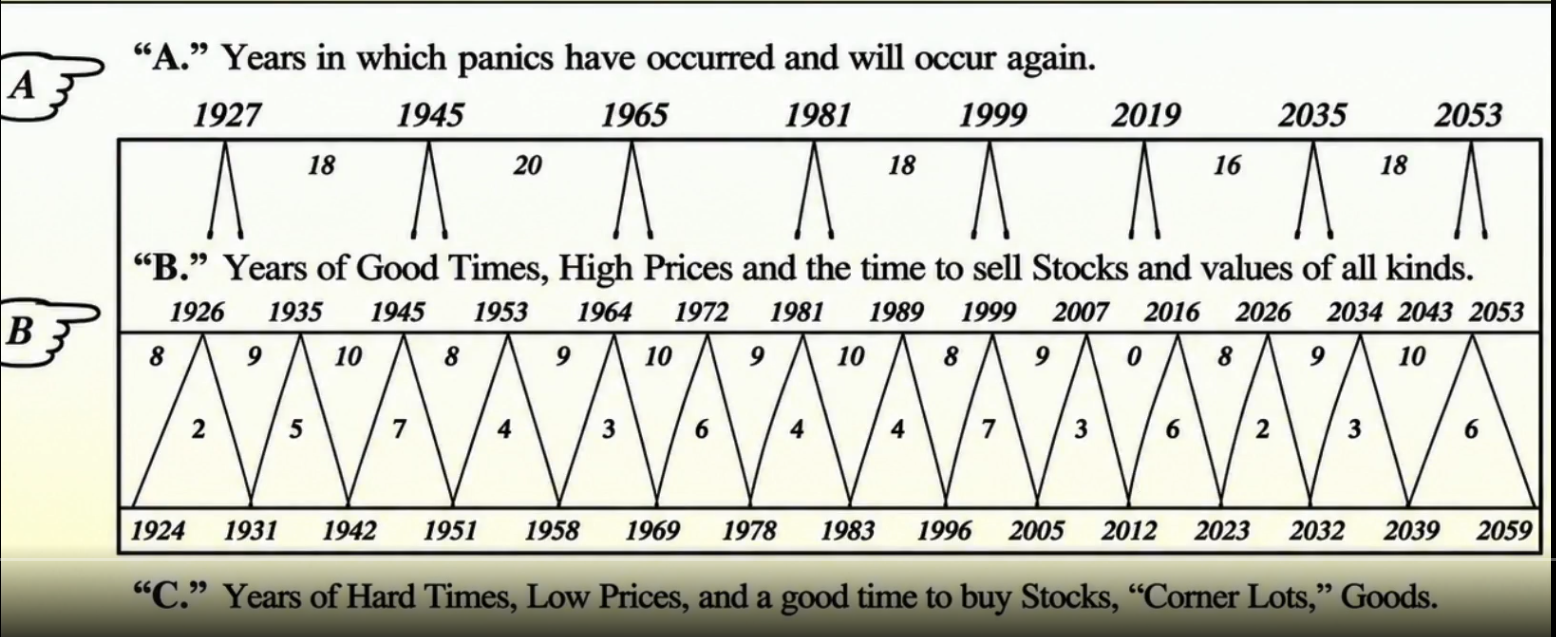 “A.” Years in which panics have occurred and will occur again.
A
1927 1945 1965 1981 1999 2019 2035 2053
18 20 18 16 18
“B.” Years of Good Times, High Prices and the time to sell Stocks and values of all kinds.
B
1926 1935 1945 1953 1964 1972 1981 1989 1999 2007 2016 2026 2034 2043 2053
8 9 10 8 9 10 9 10 8 9 0 8 9 10
2 5 7 4 3 6 4 4 7 3 6 2 3 6
1924 1931 1942 1951 1958 1969 1978 1983 1996 2005 2012 2023 2032 2039 2059
“C.” Years of Hard Times, Low Prices, and a good time to buy Stocks, “Corner Lots,” Goods.